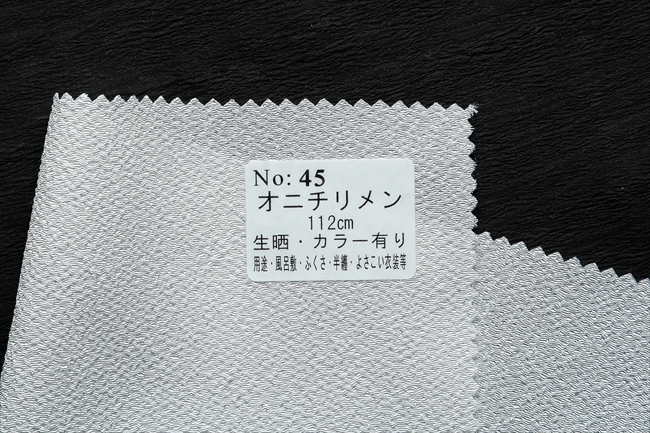 No: 45
オニチリメン
112cm
生晒・カラー有り
用途・風呂敷・ふくさ・半纏・よさこい衣装等